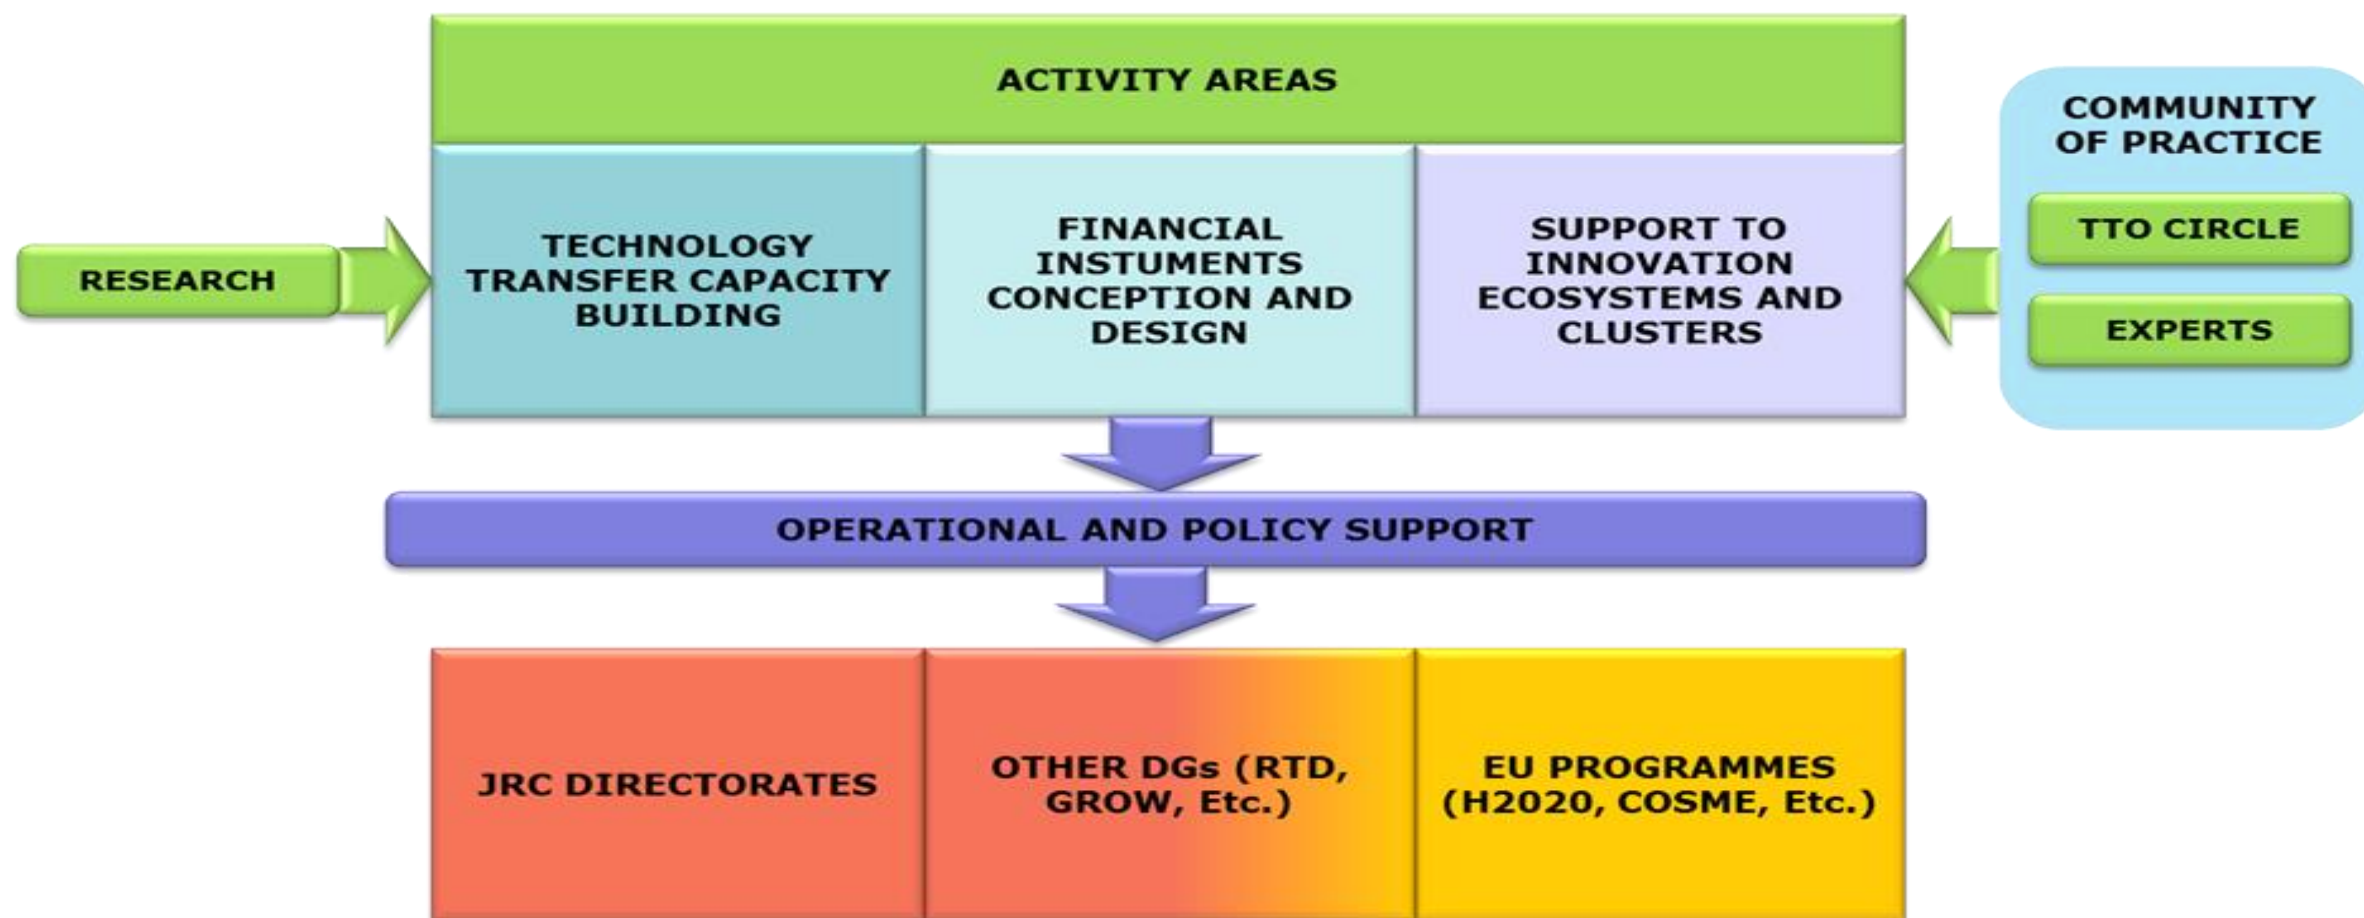 ACTIVITY AREAS
COMMUNITY
OF PRACTICE
TTO CIRCLE
EXPERTS
RESEARCH
TECHNOLOGY
TRANSFER CAPACITY
BUILDING
FINANCIAL
INSTUMENTS
CONCEPTION AND
DESIGN
SUPPORT TO
INNOVATION
ECOSYSTEMS AND
CLUSTERS
OPERATIONAL AND POLICY SUPPORT
JRC DIRECTORATES
OTHER DGs (RTD,
GROW, Etc.)
EU PROGRAMMES
(H2020, COSME, Etc.)